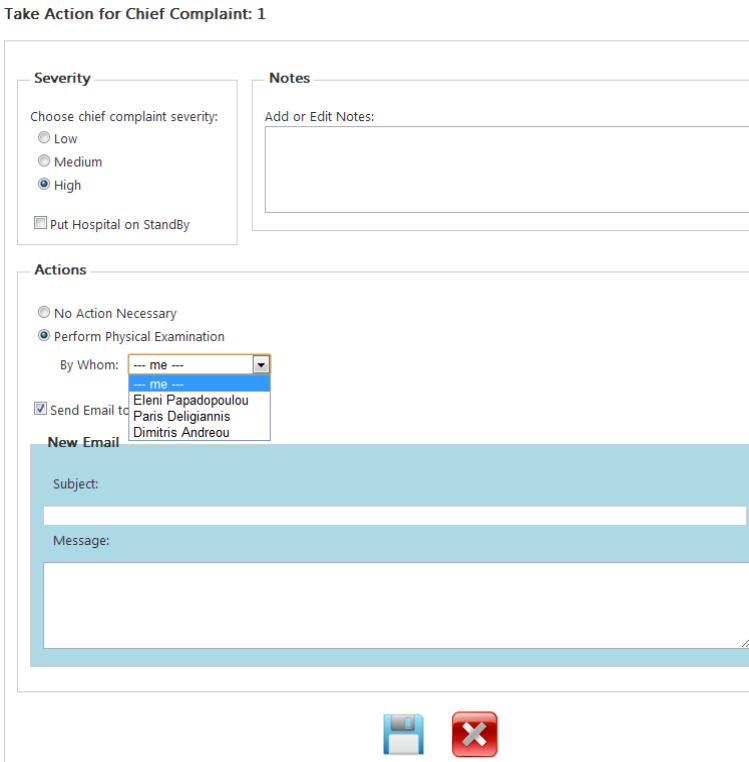 Take Action for Chief Complaint: 1
Severity
Choose chief complaint severity:
Low
Medium
High
Put Hospital on StandBy
Notes
Add or Edit Notes:
Actions
No Action Necessary
Perform Physical Examination
By Whom: --- me ---
--- me ---
Eleni Papadopoulou
Paris Deligiannis
Dimitris Andreou
Send Email to
New Email
Subject:
Message: